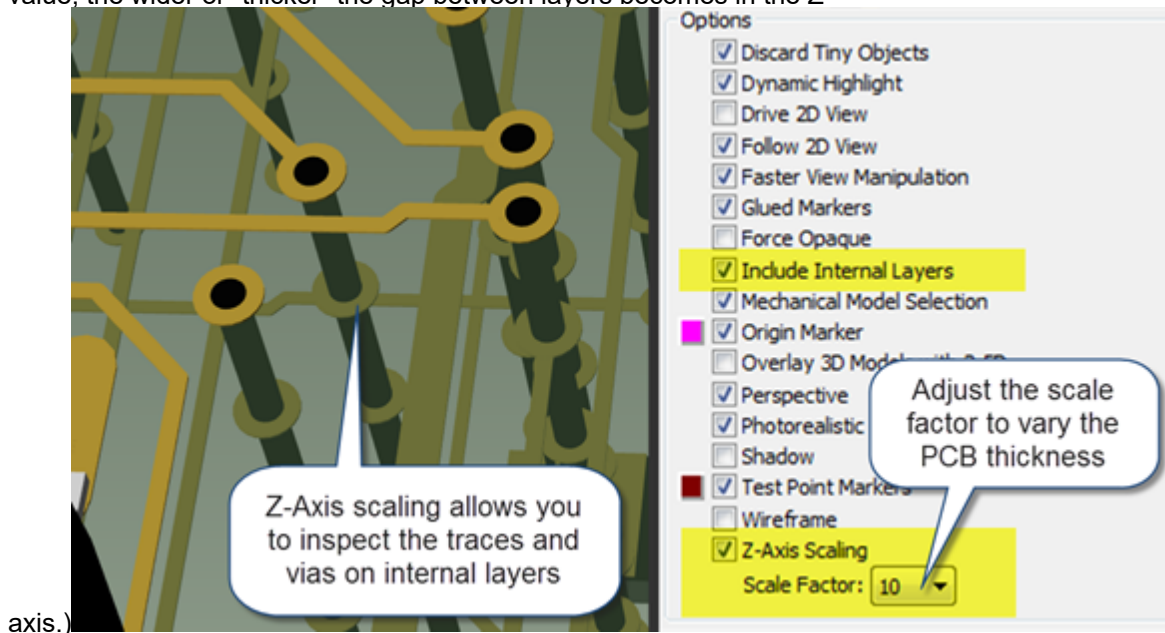 value, the wider or "thicker" the gap between layers becomes in the Z
Options
Discard Tiny Objects
Dynamic Highlight
Drive 2D View
Follow 2D View
Faster View Manipulation
Glued Markers
Force Opaque
Include Internal Layers
Mechanical Model Selection
Origin Marker
Overlay 3D
Perspective
Photorealistic
Shadow
Test Point Markers
Wireframe
Z-Axis Scaling
Scale Factor: 10
Adjust the scale
factor to vary the
PCB thickness
Z-Axis scaling allows you
to inspect the traces and
vias on internal layers
axis.)